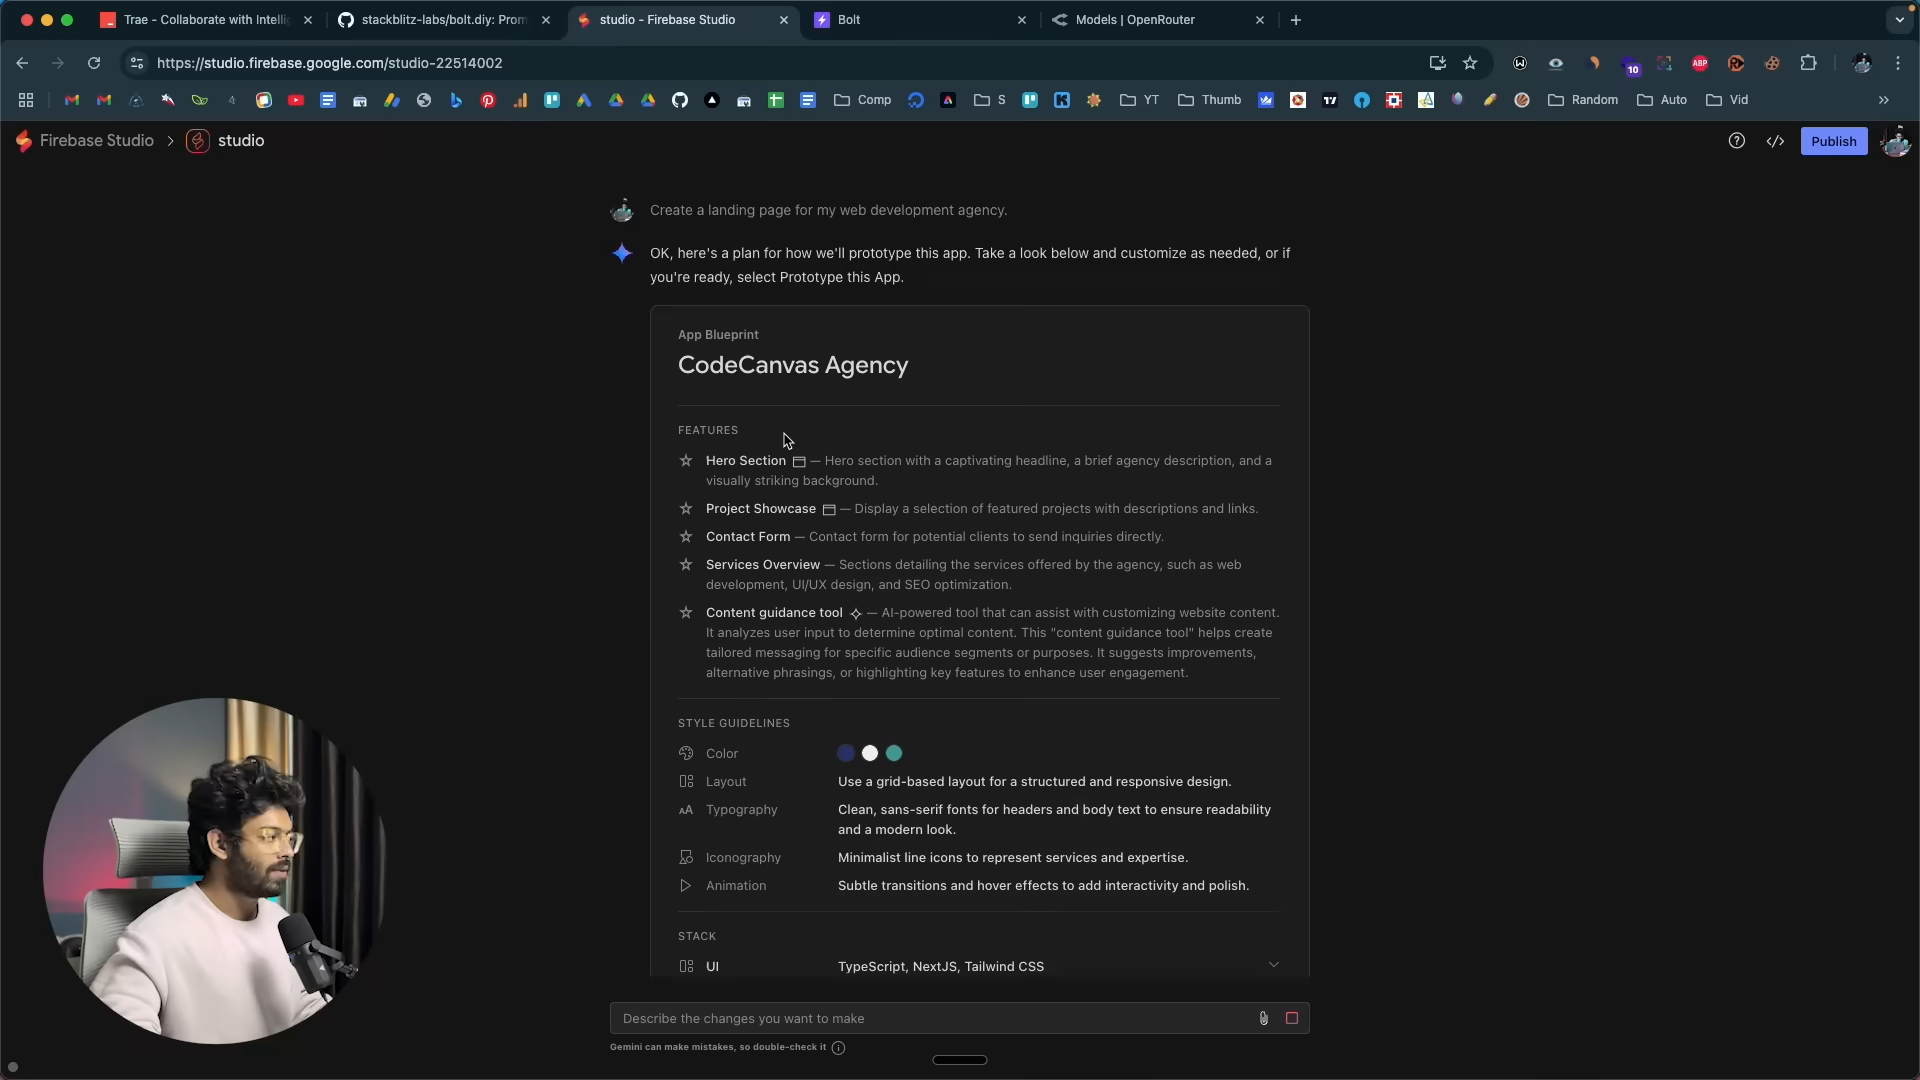 Trae - Collaborate with Intelli
stackblitz-labs/bolt.diy: Prom
studio - Firebase Studio
Bolt
Models | OpenRouter
https://studio.firebase.google.com/studio-22514002
10
ABP
Comp
S
YT
Thumb
Random
Auto
Vid
Firebase Studio
studio
Publish
Create a landing page for my web development agency.
OK, here's a plan for how we'll prototype this app. Take a look below and customize as needed, or if
you're ready, select Prototype this App.
App Blueprint
CodeCanvas Agency
FEATURES
Hero Section — Hero section with a captivating headline, a brief agency description, and a
visually striking background.
Project Showcase — Display a selection of featured projects with descriptions and links.
Contact Form — Contact form for potential clients to send inquiries directly.
Services Overview — Sections detailing the services offered by the agency, such as web
development, UI/UX design, and SEO optimization.
Content guidance tool — AI-powered tool that can assist with customizing website content.
It analyzes user input to determine optimal content. This "content guidance tool" helps create
tailored messaging for specific audience segments or purposes. It suggests improvements,
alternative phrasings, or highlighting key features to enhance user engagement.
STYLE GUIDELINES
Color
Layout Use a grid-based layout for a structured and responsive design.
Typography Clean, sans-serif fonts for headers and body text to ensure readability
and a modern look.
Iconography Minimalist line icons to represent services and expertise.
Animation Subtle transitions and hover effects to add interactivity and polish.
STACK
UI TypeScript, NextJS, Tailwind CSS
Describe the changes you want to make
Gemini can make mistakes, so double-check it